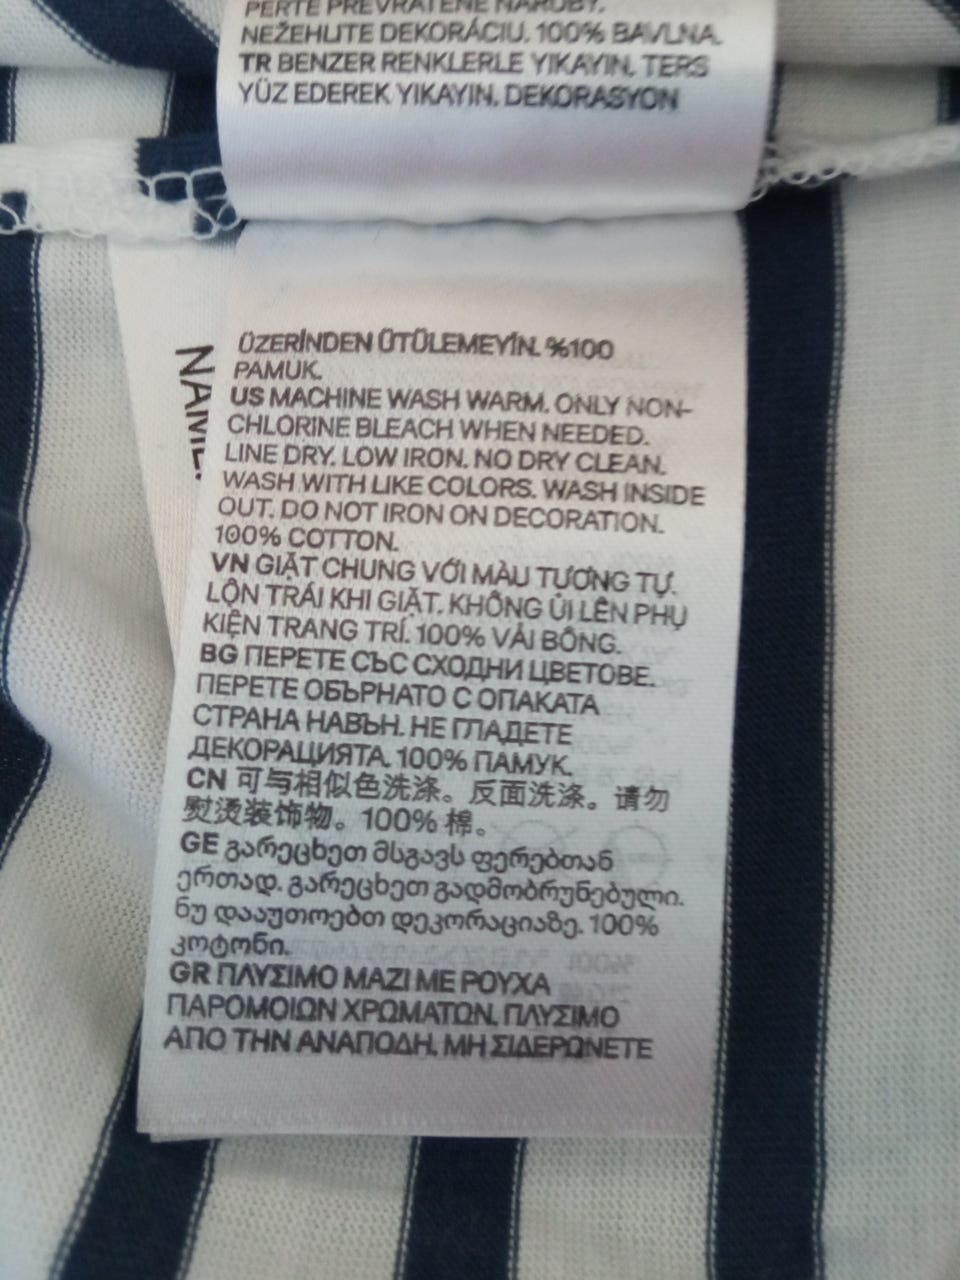 PERTE PREVRÁTENÉ NARUBY.
NEŽEHLITE DEKORÁCIU. 100% BAVLNA.
TR BENZER RENKLERLE YIKAYIN. TERS
YÜZ EDEREK YIKAYIN. DEKORASYON
ÜZERİNDEN ÜTÜLEMEYİN. %100
PAMUK.
US MACHINE WASH WARM. ONLY NON-
CHLORINE BLEACH WHEN NEEDED.
LINE DRY. LOW IRON. NO DRY CLEAN.
WASH WITH LIKE COLORS. WASH INSIDE
OUT. DO NOT IRON ON DECORATION.
100% COTTON.
VN GIẶT CHUNG VỚI MÀU TƯƠNG TỰ.
LỘN TRÁI KHI GIẶT. KHÔNG ỦI LÊN PHỤ
KIỆN TRANG TRÍ. 100% VẢI BÔNG.
BG ПЕРЕТЕ СЪС СХОДНИ ЦВЕТОВЕ.
ПЕРЕТЕ ОБЪРНАТО С ОПАКАТА
СТРАНА НАВЪН. НЕ ГЛАДЕТЕ
ДЕКОРАЦИЯТА. 100% ПАМУК.
CN 可与相似色洗涤。反面洗涤。请勿
熨烫装饰物。100% 棉。
GE გარეცხეთ მსგავს ფერებთან
ერთად. გარეცხეთ გადმობრუნებული.
ნუ დააუთოებთ დეკორაციაზე. 100%
კოტონი.
GR ΠΛΥΣΙΜΟ ΜΑΖΙ ΜΕ ΡΟΥΧΑ
ΠΑΡΟΜΟΙΩΝ ΧΡΩΜΑΤΩΝ. ΠΛΥΣΙΜΟ
ΑΠΟ ΤΗΝ ΑΝΑΠΟΔΗ. ΜΗ ΣΙΔΕΡΩΝΕΤΕ
NAME: